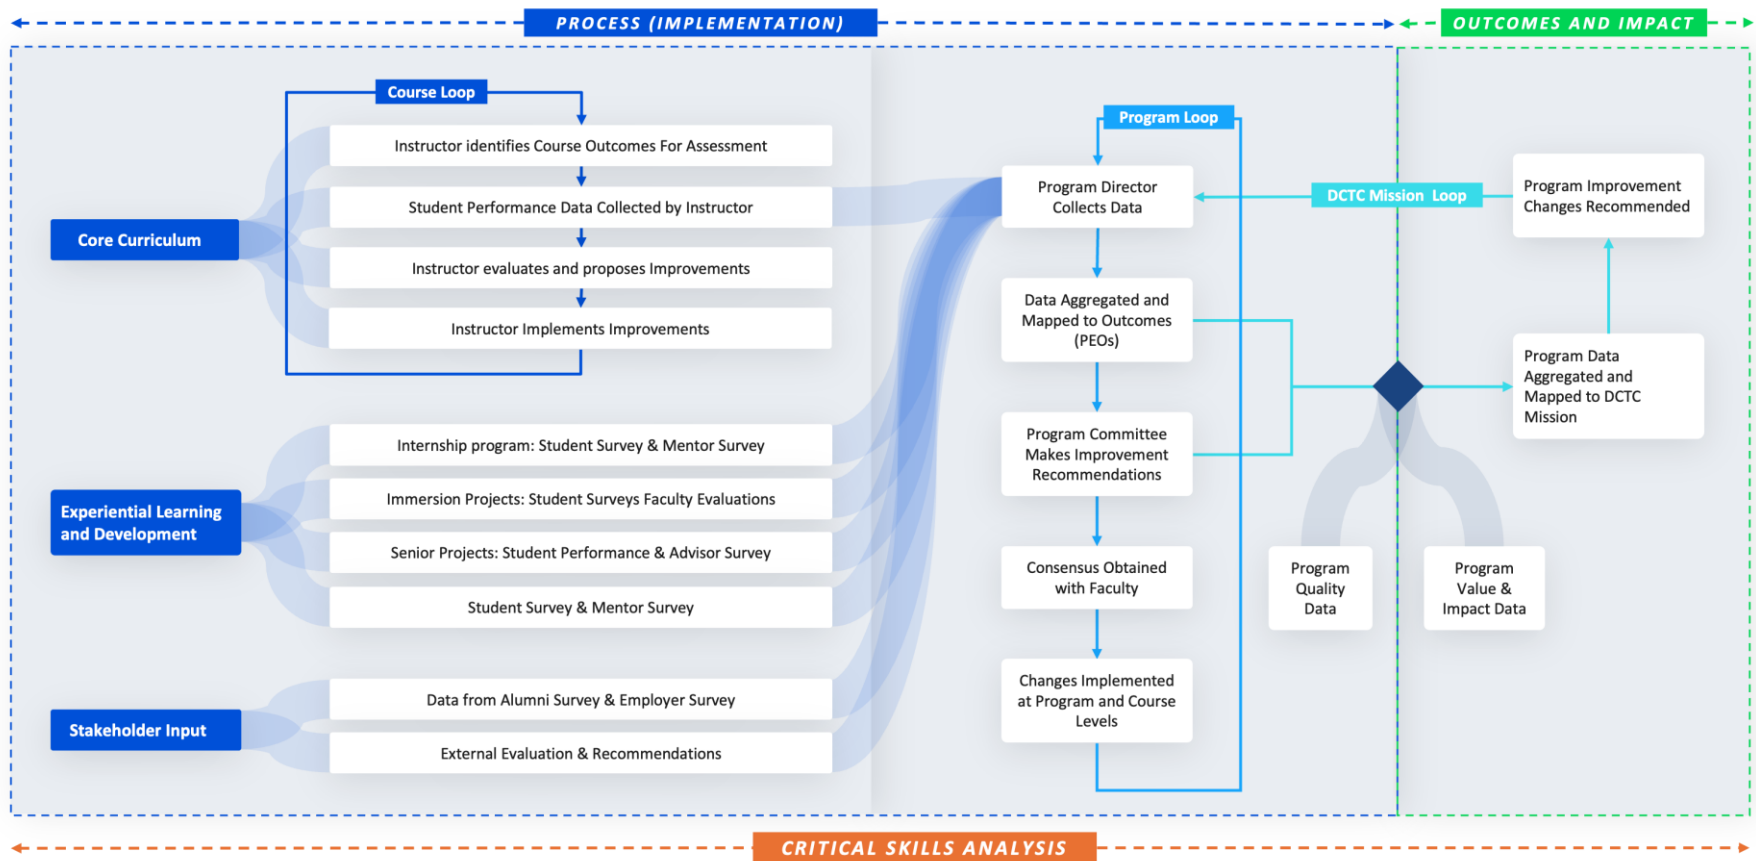 PROCESS (IMPLEMENTATION)
OUTCOMES AND IMPACT
Course Loop
Instructor identifies Course Outcomes For Assessment
Student Performance Data Collected by Instructor
Core Curriculum
Instructor evaluates and proposes Improvements
Instructor Implements Improvements
Internship program: Student Survey & Mentor Survey
Immersion Projects: Student Surveys Faculty Evaluations
Experiential Learning
and Development
Senior Projects: Student Performance & Advisor Survey
Student Survey & Mentor Survey
Data from Alumni Survey & Employer Survey
Stakeholder Input
External Evaluation & Recommendations
Program Loop
Program Director
Collects Data
Data Aggregated and
Mapped to Outcomes
(PEOs)
Program Committee
Makes Improvement
Recommendations
Consensus Obtained
with Faculty
Changes Implemented
at Program and Course
Levels
DCTC Mission Loop
Program Improvement
Changes Recommended
Program Data
Aggregated and
Mapped to DCTC
Mission
Program
Quality
Data
Program
Value &
Impact Data
CRITICAL SKILLS ANALYSIS